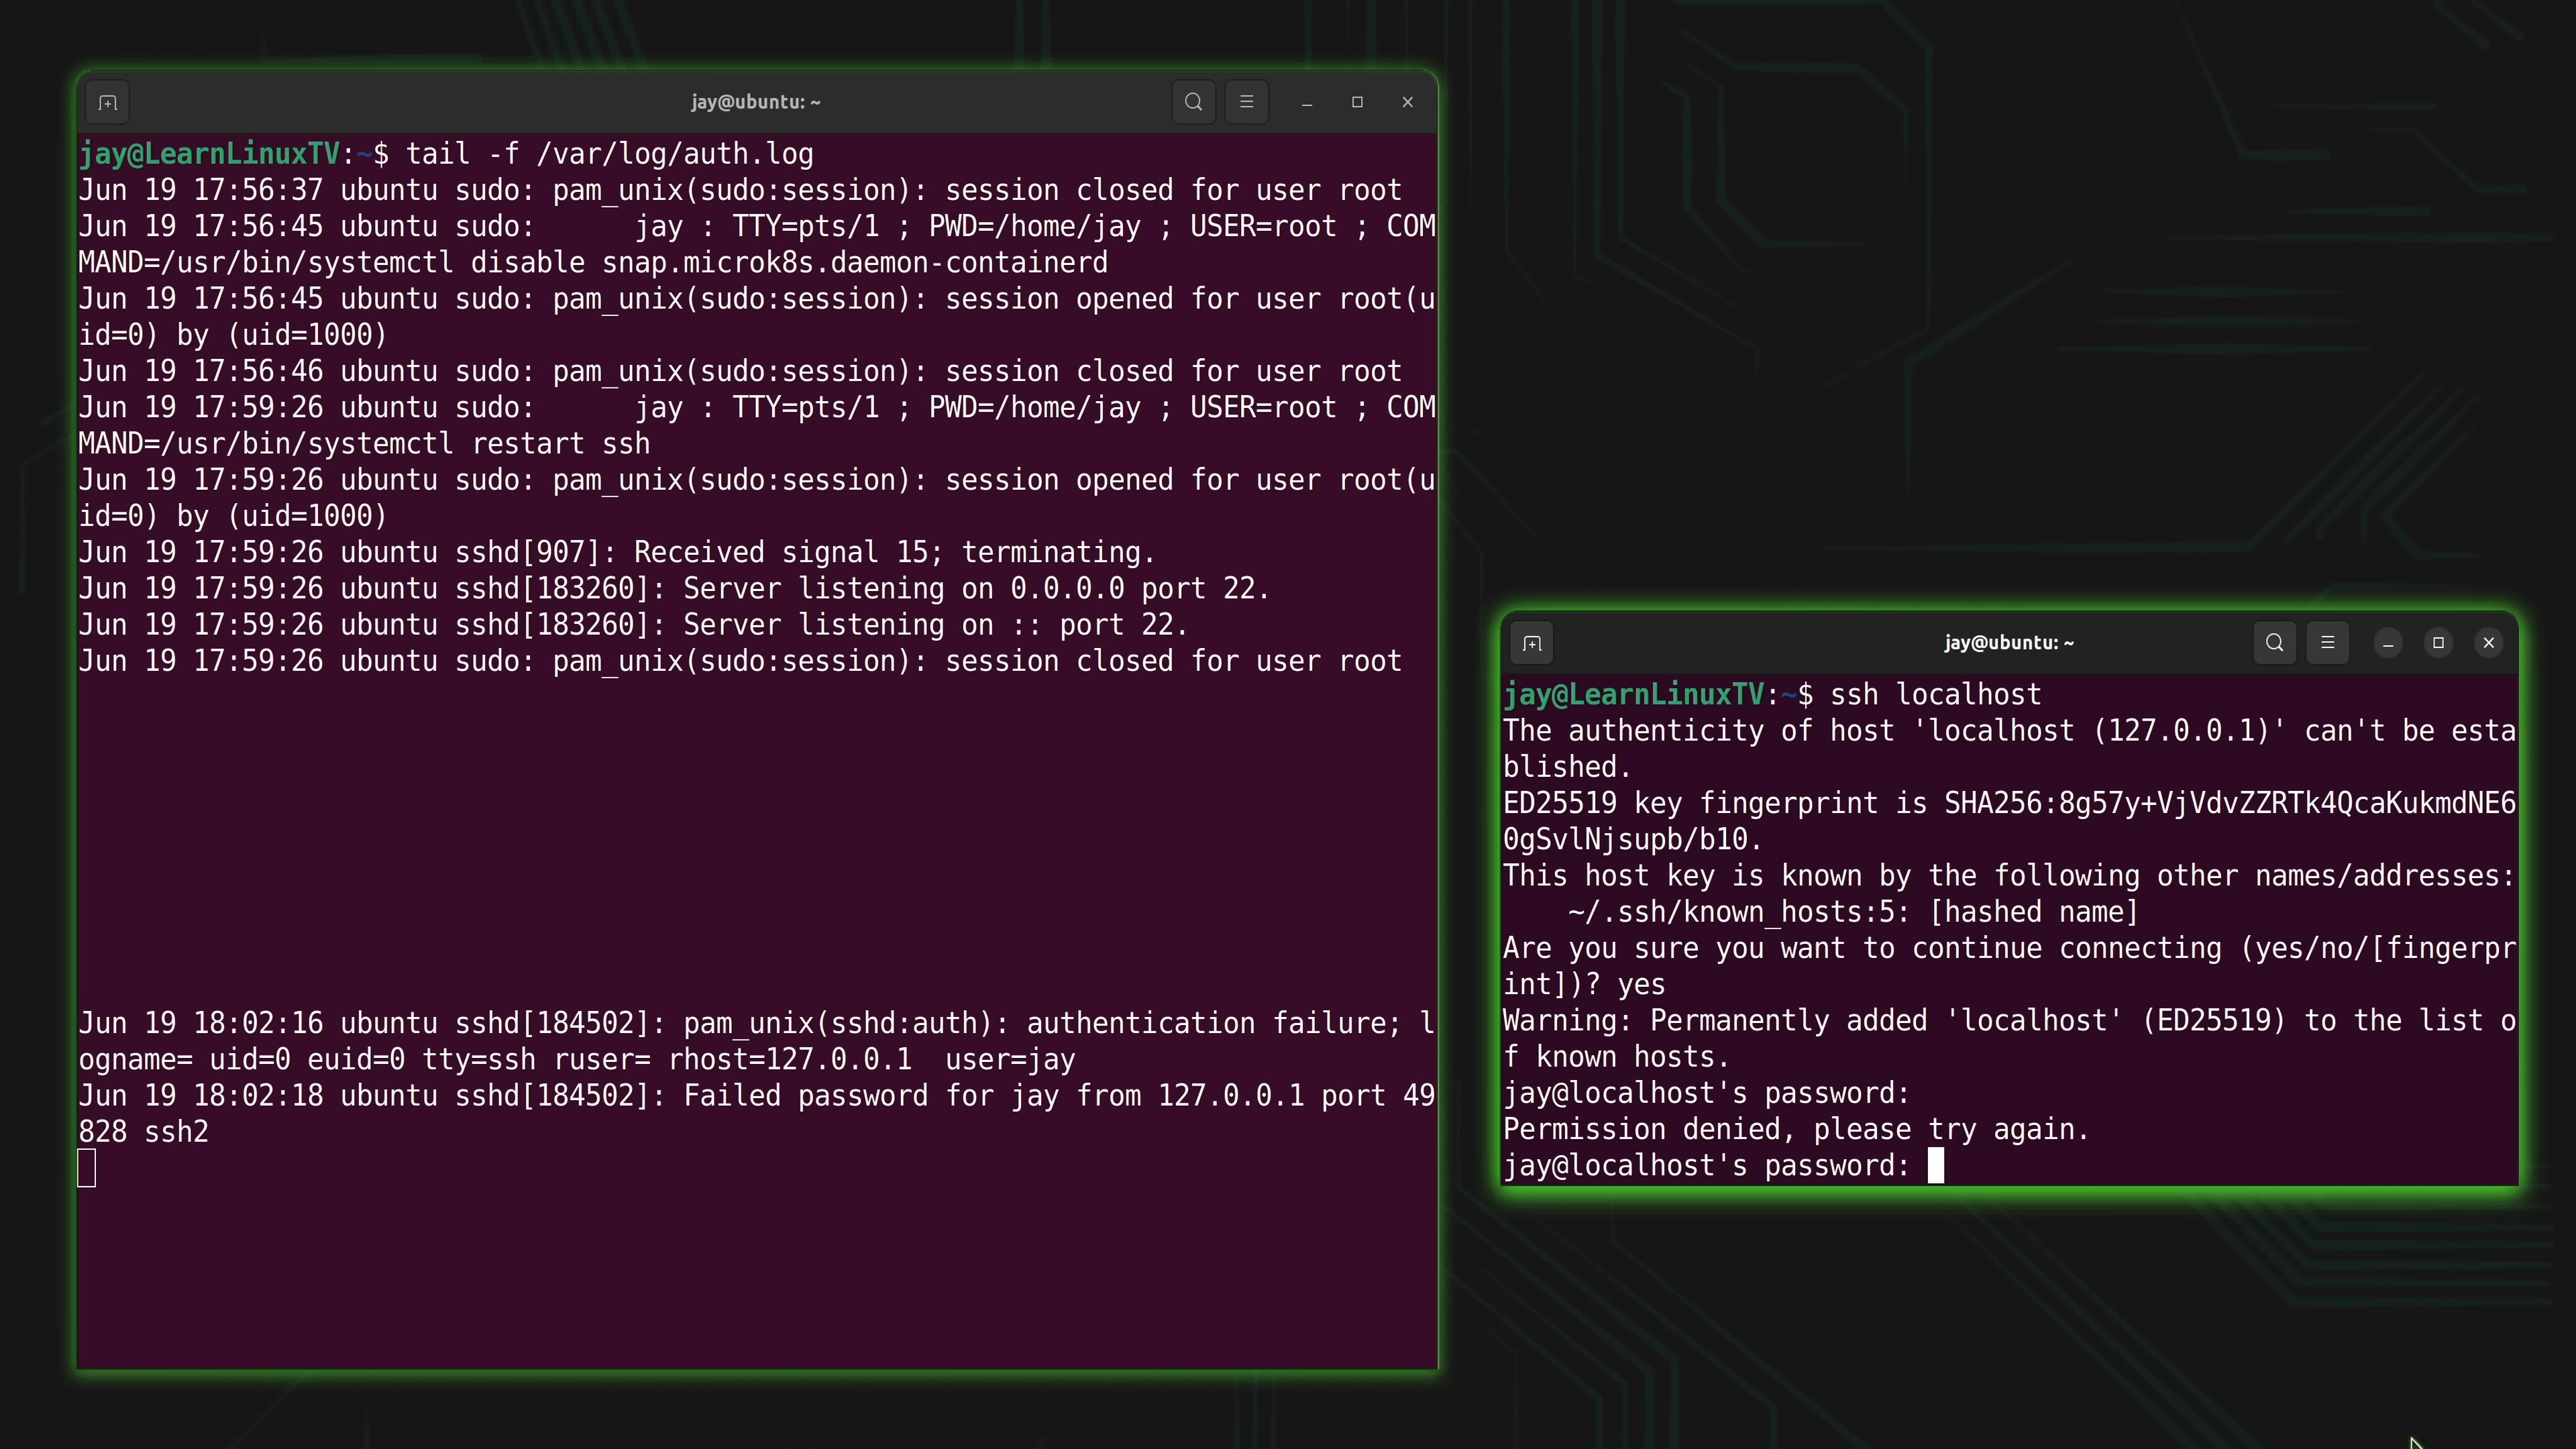 jay@ubuntu: ~
jay@LearnLinuxTV:~$ tail -f /var/log/auth.log
Jun 19 17:56:37 ubuntu sudo: pam_unix(sudo:session): session closed for user root
Jun 19 17:56:45 ubuntu sudo:      jay : TTY=pts/1 ; PWD=/home/jay ; USER=root ; COM
MAND=/usr/bin/systemctl disable snap.microk8s.daemon-containerd
Jun 19 17:56:45 ubuntu sudo: pam_unix(sudo:session): session opened for user root(u
id=0) by (uid=1000)
Jun 19 17:56:46 ubuntu sudo: pam_unix(sudo:session): session closed for user root
Jun 19 17:59:26 ubuntu sudo:      jay : TTY=pts/1 ; PWD=/home/jay ; USER=root ; COM
MAND=/usr/bin/systemctl restart ssh
Jun 19 17:59:26 ubuntu sudo: pam_unix(sudo:session): session opened for user root(u
id=0) by (uid=1000)
Jun 19 17:59:26 ubuntu sshd[907]: Received signal 15; terminating.
Jun 19 17:59:26 ubuntu sshd[183260]: Server listening on 0.0.0.0 port 22.
Jun 19 17:59:26 ubuntu sshd[183260]: Server listening on :: port 22.
Jun 19 17:59:26 ubuntu sudo: pam_unix(sudo:session): session closed for user root
Jun 19 18:02:16 ubuntu sshd[184502]: pam_unix(sshd:auth): authentication failure; l
ogname= uid=0 euid=0 tty=ssh ruser= rhost=127.0.0.1  user=jay
Jun 19 18:02:18 ubuntu sshd[184502]: Failed password for jay from 127.0.0.1 port 49
828 ssh2
jay@ubuntu: ~
jay@LearnLinuxTV:~$ ssh localhost
The authenticity of host 'localhost (127.0.0.1)' can't be esta
blished.
ED25519 key fingerprint is SHA256:8g57y+VjVdvZZRTk4QcaKukmdNE6
0gSvlNjsupb/b10.
This host key is known by the following other names/addresses:
    ~/.ssh/known_hosts:5: [hashed name]
Are you sure you want to continue connecting (yes/no/[fingerpr
int])? yes
Warning: Permanently added 'localhost' (ED25519) to the list o
f known hosts.
jay@localhost's password:
Permission denied, please try again.
jay@localhost's password: